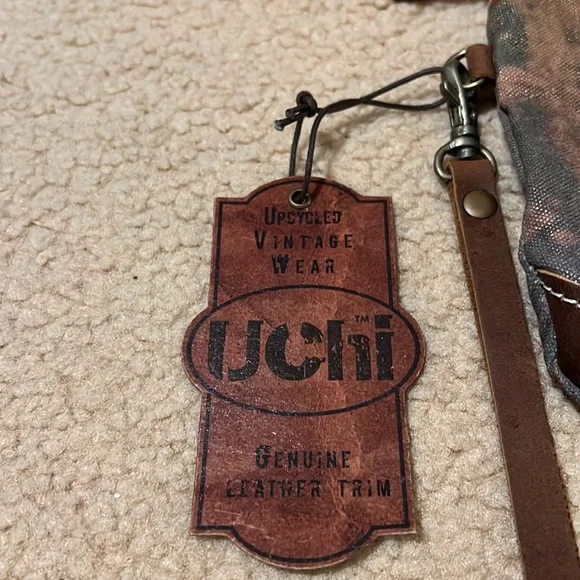 Upcycled
Vintage
Wear
UChi™
Genuine
Leather Trim